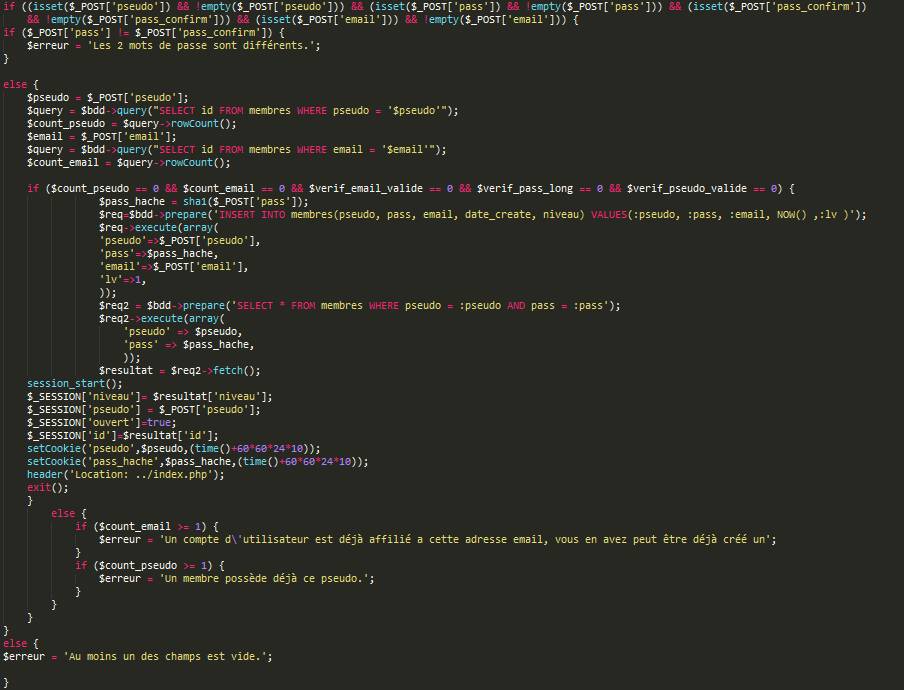 if ((isset($_POST['pseudo']) && !empty($_POST['pseudo'])) && (isset($_POST['pass']) && !empty($_POST['pass'])) && (isset($_POST['pass_confirm'])
&& !empty($_POST['pass_confirm'])) && (isset($_POST['email'])) && !empty($_POST['email'])) {
if ($_POST['pass'] != $_POST['pass_confirm']) {
$erreur = 'Les 2 mots de passe sont différents.';
}
else {
$pseudo = $_POST['pseudo'];
$query = $bdd->query("SELECT id FROM membres WHERE pseudo = '$pseudo'");
$count_pseudo = $query->rowCount();
$email = $_POST['email'];
$query = $bdd->query("SELECT id FROM membres WHERE email = '$email'");
$count_email = $query->rowCount();
if ($count_pseudo == 0 && $count_email == 0 && $verif_email_valide == 0 && $verif_pass_long == 0 && $verif_pseudo_valide == 0) {
$pass_hache = sha1($_POST['pass']);
$req=$bdd->prepare('INSERT INTO membres(pseudo, pass, email, date_create, niveau) VALUES(:pseudo, :pass, :email, NOW() ,:lv )');
$req->execute(array(
'pseudo'=>$_POST['pseudo'],
'pass'=>$pass_hache,
'email'=>$_POST['email'],
'lv'=>1,
));
$req2 = $bdd->prepare('SELECT * FROM membres WHERE pseudo = :pseudo AND pass = :pass');
$req2->execute(array(
'pseudo' => $pseudo,
'pass' => $pass_hache,
));
$resultat = $req2->fetch();
session_start();
$_SESSION['niveau']= $resultat['niveau'];
$_SESSION['pseudo'] = $_POST['pseudo'];
$_SESSION['ouvert']=true;
$_SESSION['id']=$resultat['id'];
setCookie('pseudo',$pseudo,(time()+60*60*24*10));
setCookie('pass_hache',$pass_hache,(time()+60*60*24*10));
header('Location: ../index.php');
exit();
}
else {
if ($count_email >= 1) {
$erreur = 'Un compte d\'utilisateur est déjà affilié a cette adresse email, vous en avez peut être déjà créé un';
}
if ($count_pseudo >= 1) {
$erreur = 'Un membre possède déjà ce pseudo.';
}
}
}
}
else {
$erreur = 'Au moins un des champs est vide.';
}